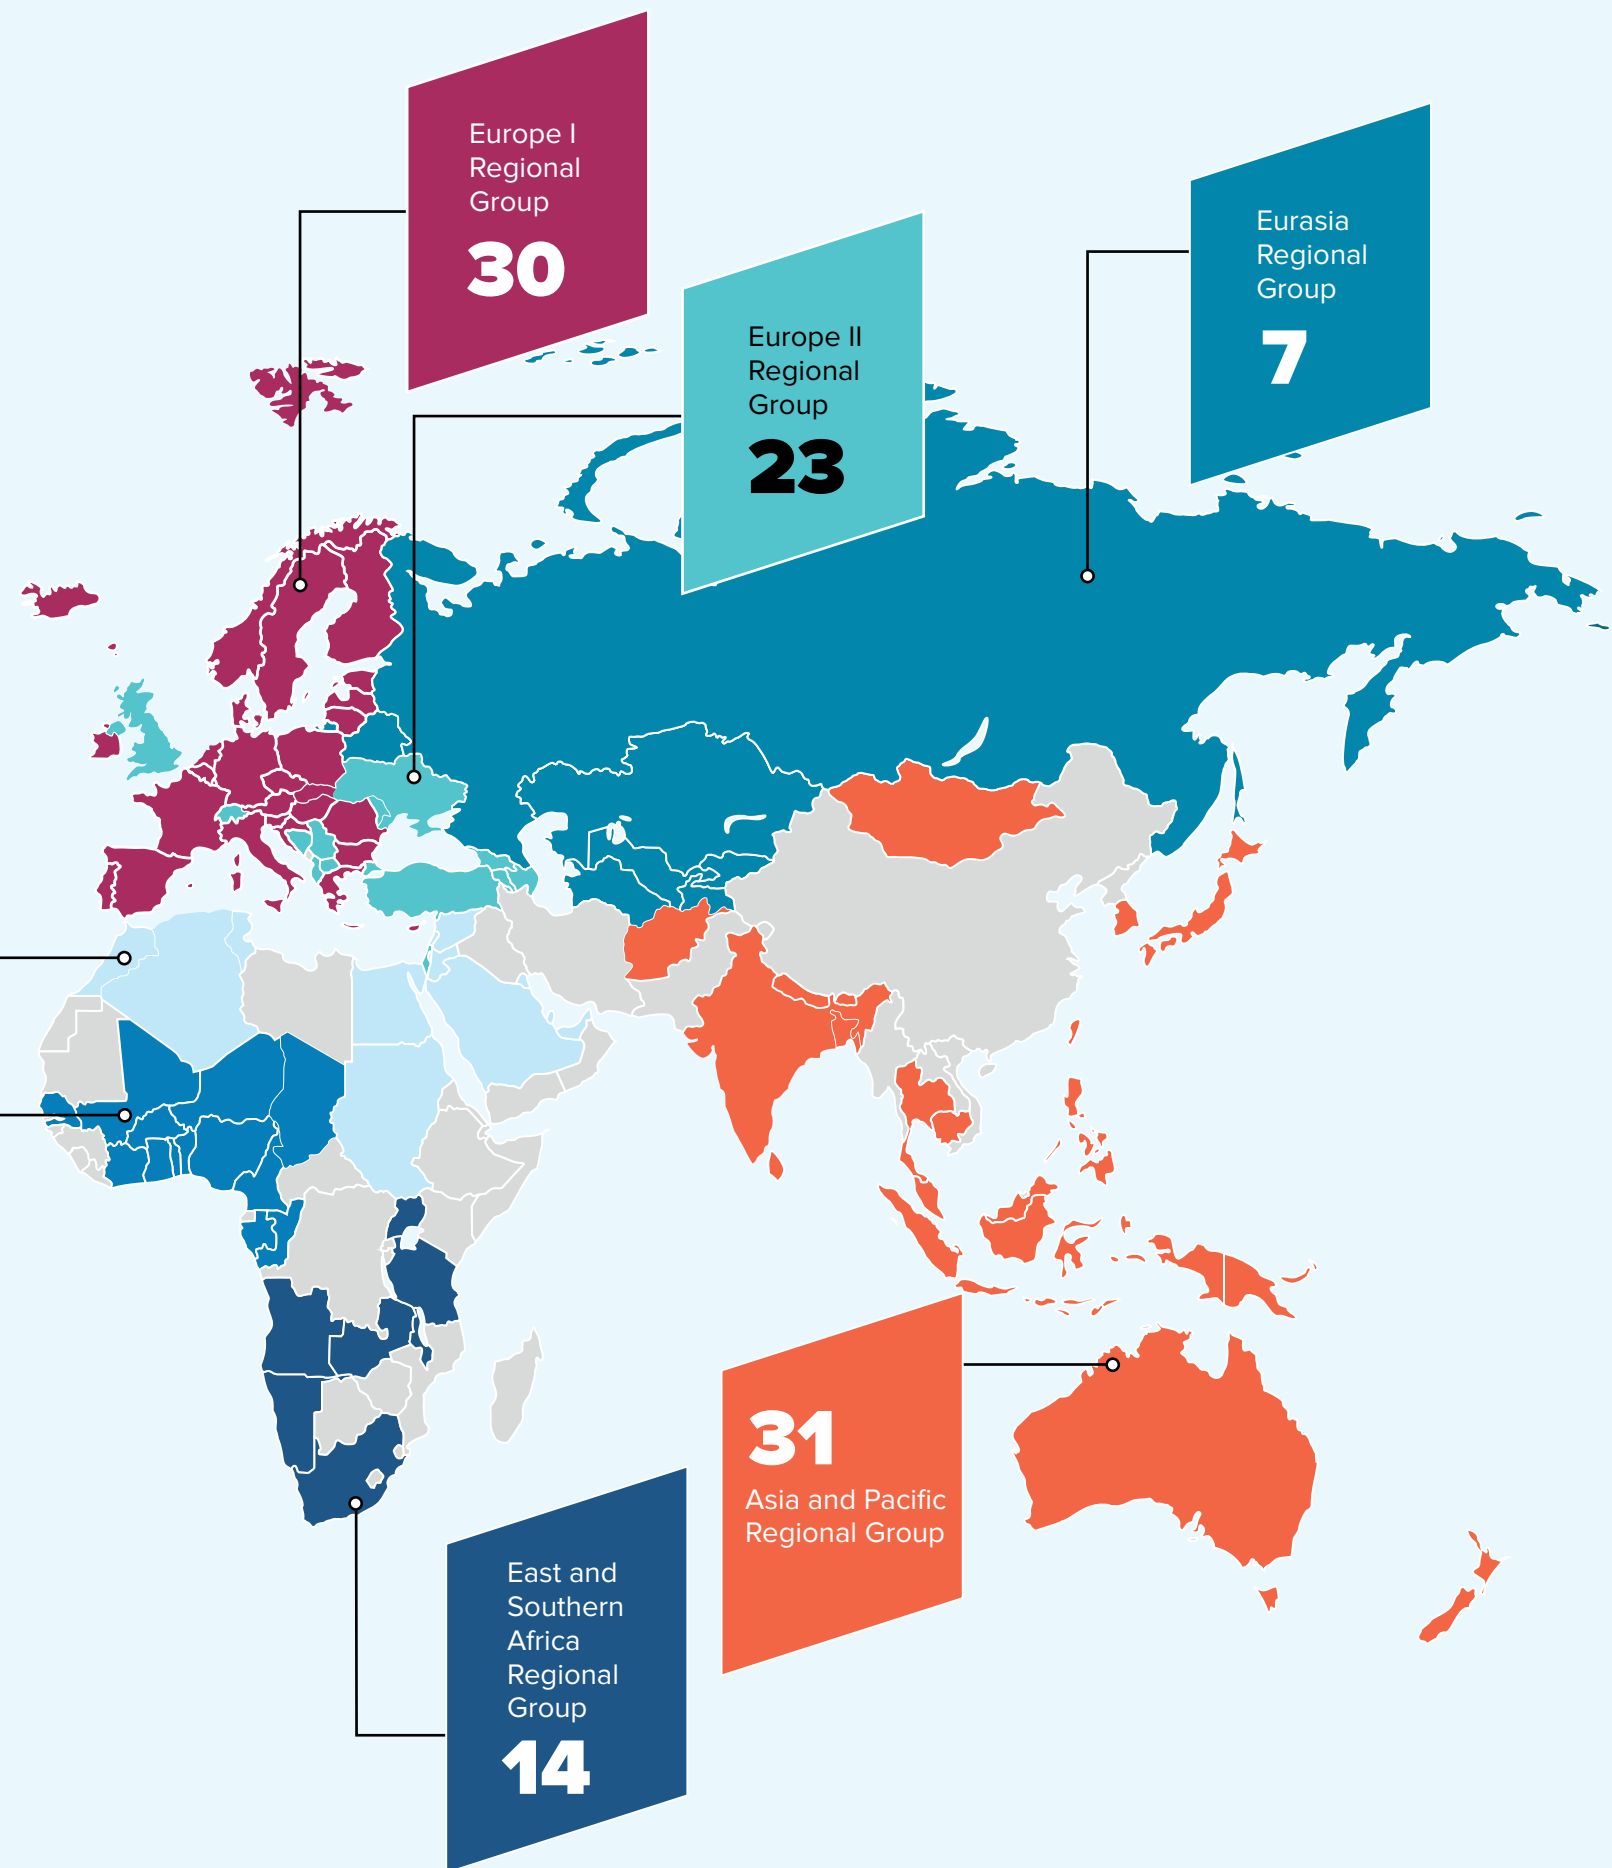 Europe I
Regional
Group
30
Europe II
Regional
Group
23
Eurasia
Regional
Group
7
31
Asia and Pacific
Regional Group
East and
Southern
Africa
Regional
Group
14